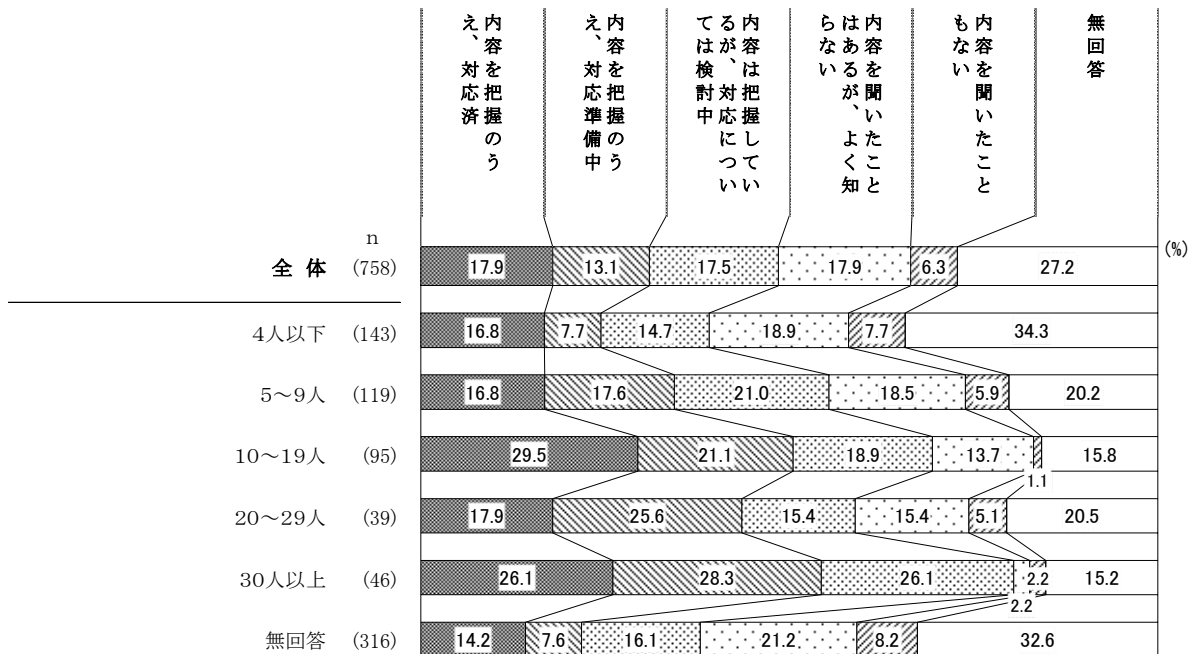 内容を把握のう
え、対応済
内容を把握のう
え、対応準備中
内容は把握してい
るが、対応につい
ては検討中
内容を聞いたこと
はあるが、よく知
らない
内容を聞いたこと
もない
無回答
n
(%)
全 体 (758) 17.9 13.1 17.5 17.9 6.3 27.2
4人以下 (143) 16.8 7.7 14.7 18.9 7.7 34.3
5～9人 (119) 16.8 17.6 21.0 18.5 5.9 20.2
10～19人 (95) 29.5 21.1 18.9 13.7 1.1 15.8
20～29人 (39) 17.9 25.6 15.4 15.4 5.1 20.5
30人以上 (46) 26.1 28.3 26.1 2.2 2.2 15.2
無回答 (316) 14.2 7.6 16.1 21.2 8.2 32.6